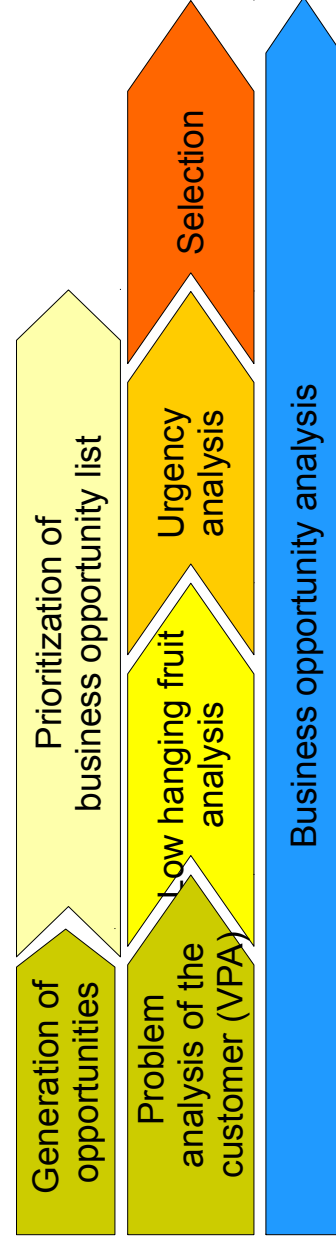 Generation of
opportunities
Prioritization of
business opportunity list
Problem
analysis of the
customer (VPA)
Low hanging fruit
analysis
Urgency
analysis
Selection
Business opportunity analysis